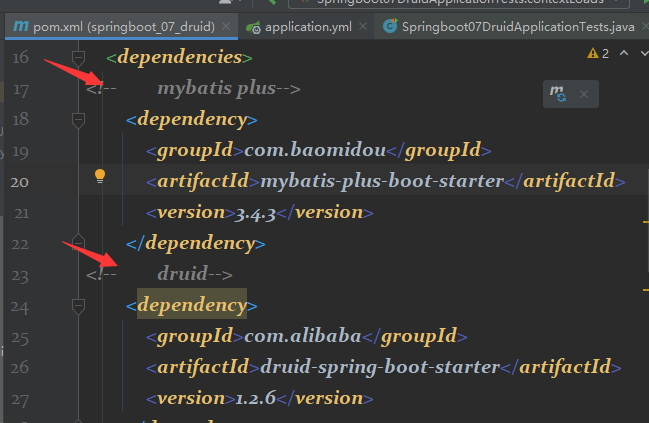 Springboot07DruidApplicationTests.contextLoads
pom.xml (springboot_07_druid)
application.yml
Springboot07DruidApplicationTests.java
2
16 <dependencies>
17 <!-- mybatis plus-->
18 <dependency>
19 <groupId>com.baomidou</groupId>
20 <artifactId>mybatis-plus-boot-starter</artifactId>
21 <version>3.4.3</version>
22 </dependency>
23 <!-- druid-->
24 <dependency>
25 <groupId>com.alibaba</groupId>
26 <artifactId>druid-spring-boot-starter</artifactId>
27 <version>1.2.6</version>